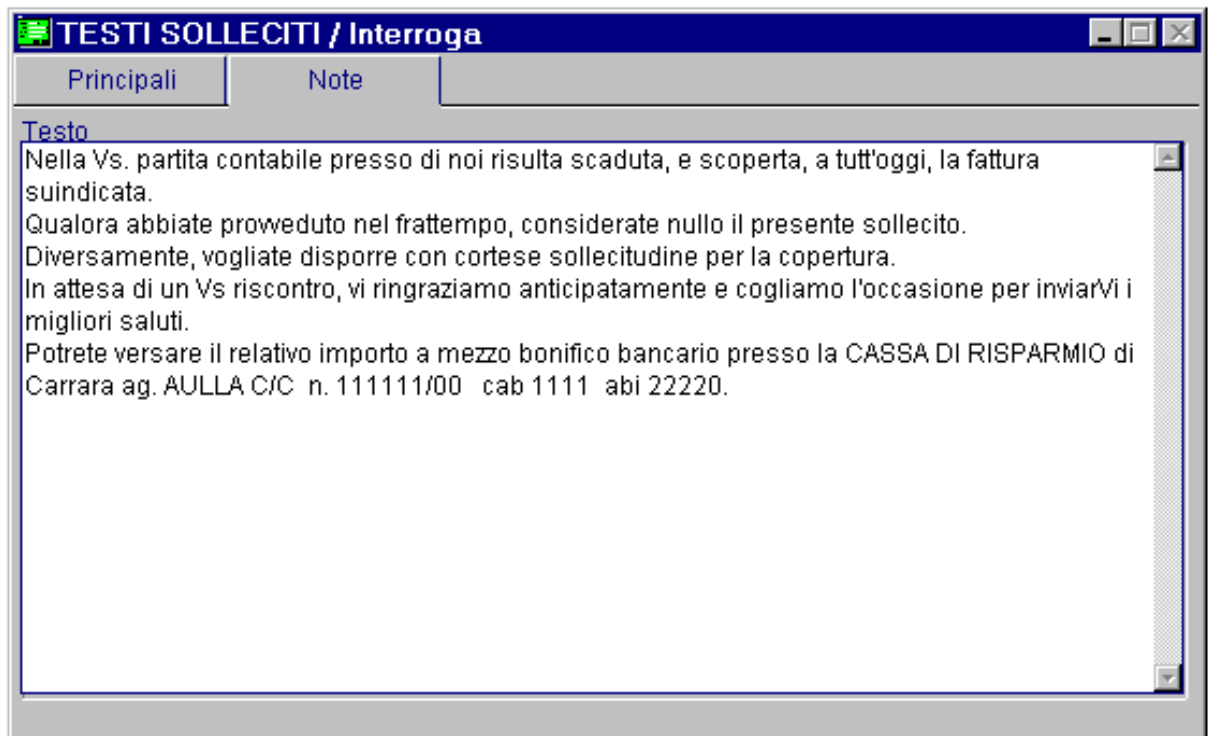 TESTI SOLLECITI / Interroga
Principali Note
Testo
Nella Vs. partita contabile presso di noi risulta scaduta, e scoperta, a tutt'oggi, la fattura
suindicata.
Qualora abbiate provveduto nel frattempo, considerate nullo il presente sollecito.
Diversamente, vogliate disporre con cortese sollecitudine per la copertura.
In attesa di un Vs riscontro, vi ringraziamo anticipatamente e cogliamo l'occasione per inviarVi i
migliori saluti.
Potrete versare il relativo importo a mezzo bonifico bancario presso la CASSA DI RISPARMIO di
Carrara ag. AULLA C/C n. 111111/00 cab 1111 abi 22220.